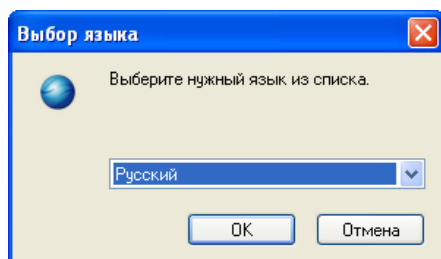 Выбор языка
Выберите нужный язык из списка.
Русский
OK Отмена